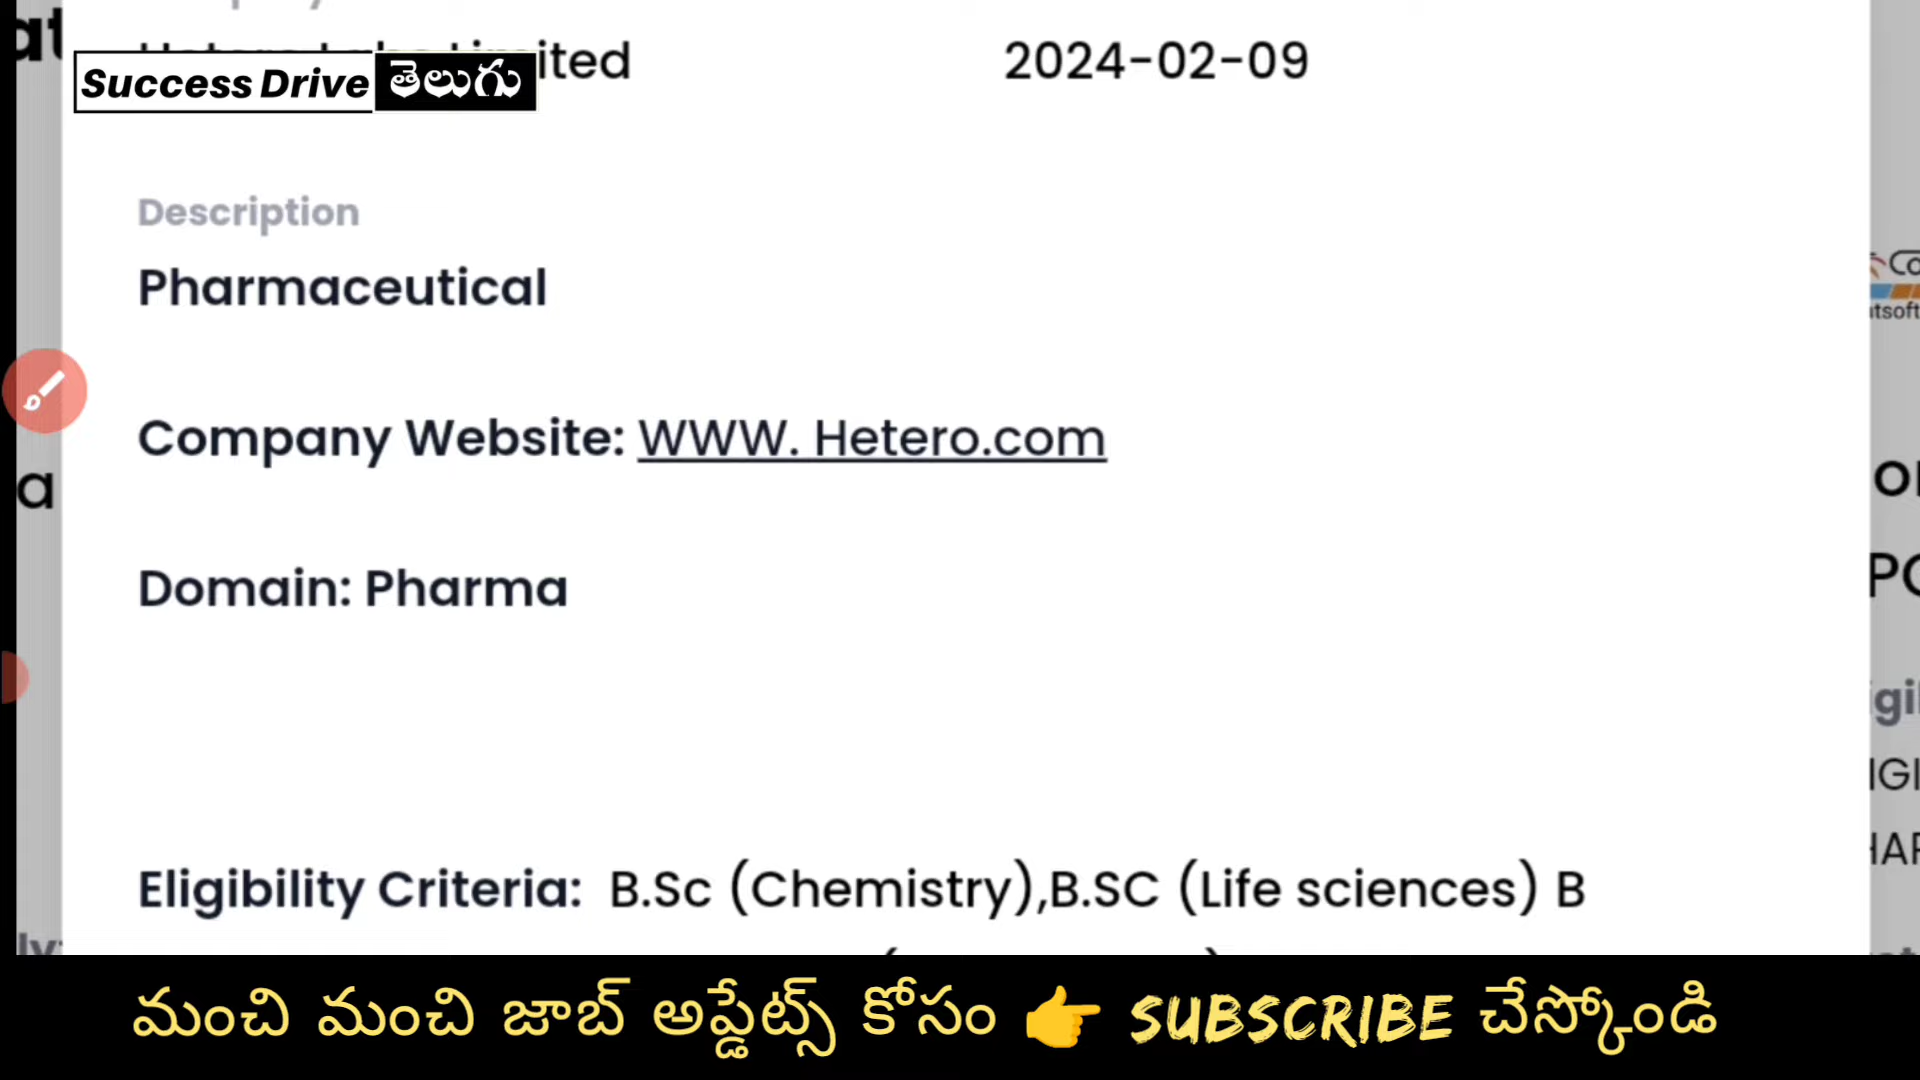 Success Drive తెలుగు
ited
2024-02-09
Description
Pharmaceutical
Company Website: WWW. Hetero.com
Domain: Pharma
Eligibility Criteria: B.Sc (Chemistry),B.SC (Life sciences) B
మంచి మంచి జాబ్ అప్డేట్స్ కోసం 👉 SUBSCRIBE చేస్కోండి